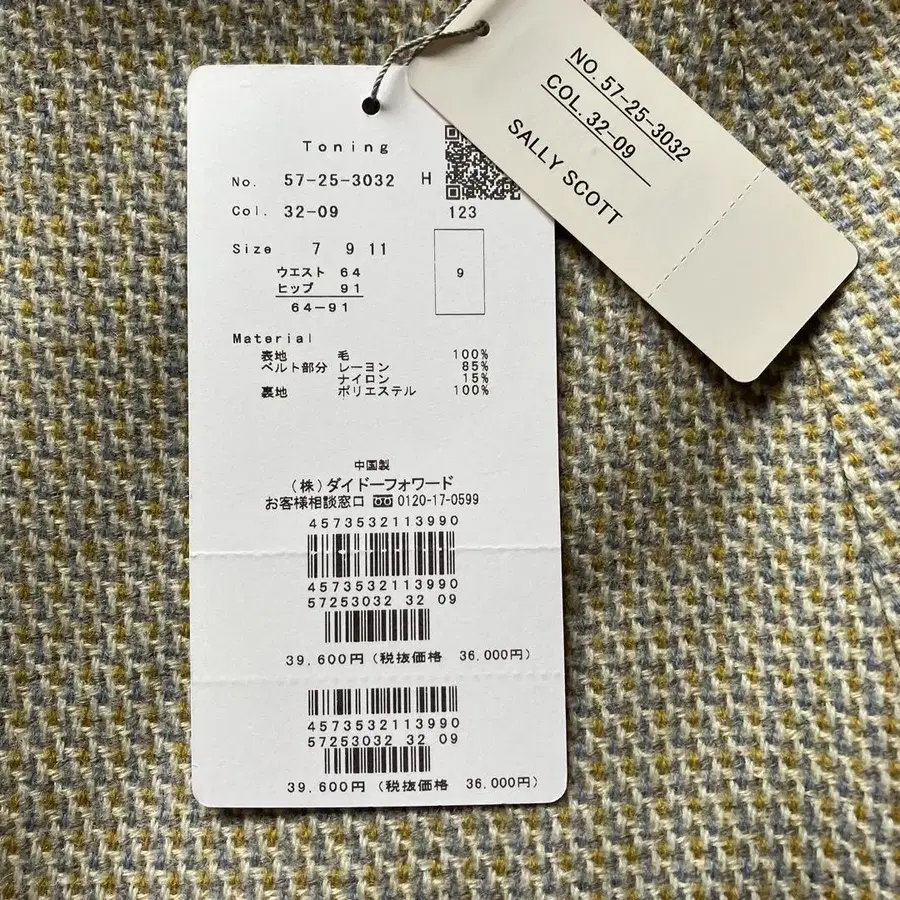 Toning
No. 57-25-3032 H
Col. 32-09 123
Size 7 9 11
ウエスト 64
ヒップ 91
64-91
9
Material
表地 毛 100%
ベルト部分 レーヨン 85%
ナイロン 15%
裏地 ポリエステル 100%
中国製
(株)ダイドーフォワード
お客様相談窓口 0120-17-0599
4573532113990
4573532113990
57253032 32 09
39,600円(税抜価格 36,000円)
4573532113990
57253032 32 09
39,600円(税抜価格 36,000円)
NO. 57-25-3032
COL. 32-09
SALLY SCOTT